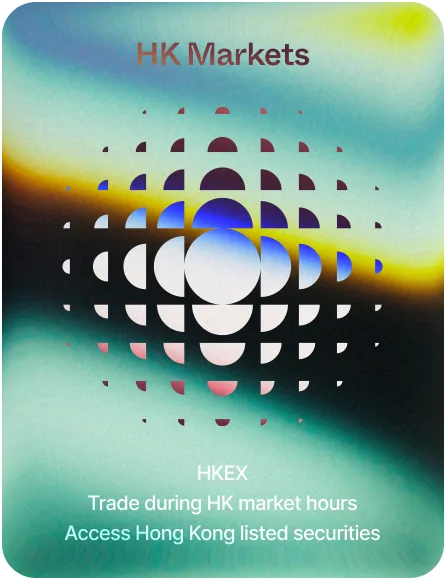 HK Markets
HKEX
Trade during HK market hours
Access Hong Kong listed securities